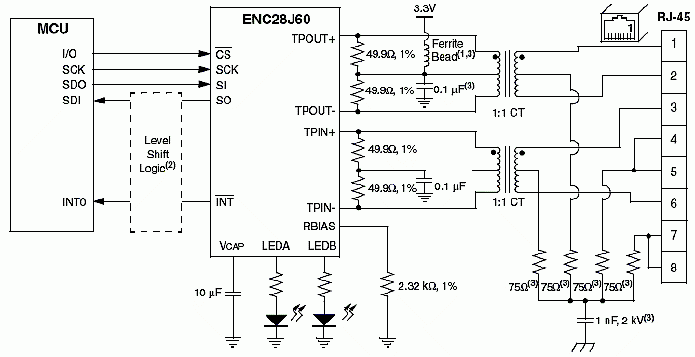 MCU
I/O
SCK
SDO
SDI
INT0
Level
Shift
Logic(2)
ENC28J60
CS
SCK
SI
SO
INT
TPOUT+
TPOUT-
TPIN+
TPIN-
RBIAS
VCAP
LEDA
LEDB
10 µF
2.32 kΩ, 1%
3.3V
Ferrite
Bead(1,3)
49.9Ω, 1%
49.9Ω, 1%
0.1 µF(3)
1:1 CT
49.9Ω, 1%
49.9Ω, 1%
0.1 µF
1:1 CT
1
RJ-45
1
2
3
4
5
6
7
8
75Ω(3)
75Ω(3)
75Ω(3)
75Ω(3)
1 nF, 2 kV(3)